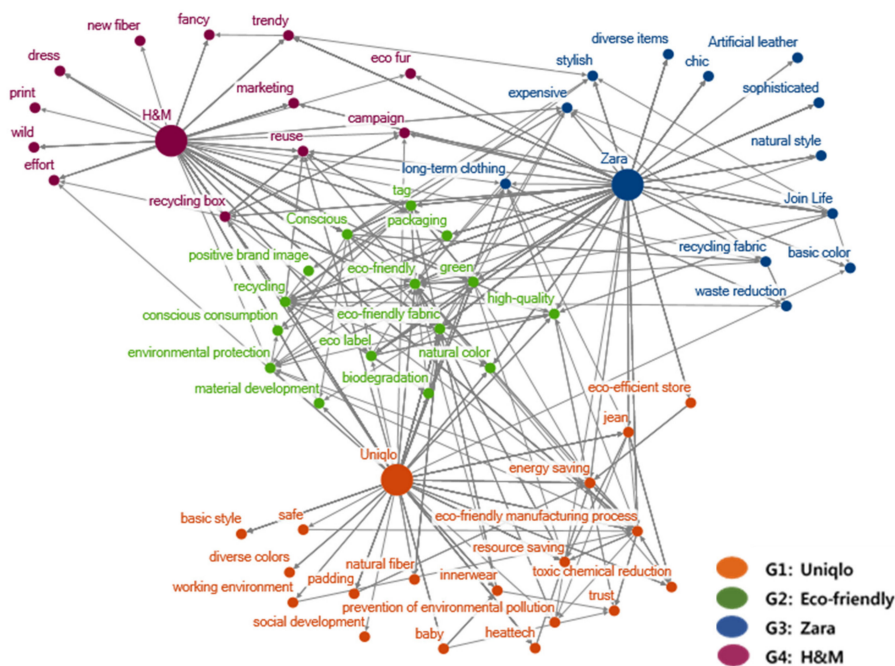 new fiber
fancy
trendy
diverse items
Artificial leather
dress
eco fur
stylish
chic
print
marketing
expensive
sophisticated
H&M
wild
reuse
campaign
natural style
effort
long-term clothing
Zara
recycling box
tag
Join Life
Conscious
packaging
positive brand image
eco-friendly
green
recycling fabric
basic color
recycling
high-quality
waste reduction
conscious consumption
eco-friendly fabric
environmental protection
eco label
natural color
material development
biodegradation
eco-efficient store
jean
Uniqlo
energy saving
basic style
safe
eco-friendly manufacturing process
diverse colors
natural fiber
resource saving
working environment
padding
innerwear
toxic chemical reduction
social development
prevention of environmental pollution
trust
baby
heattech
G1: Uniqlo
G2: Eco-friendly
G3: Zara
G4: H&M